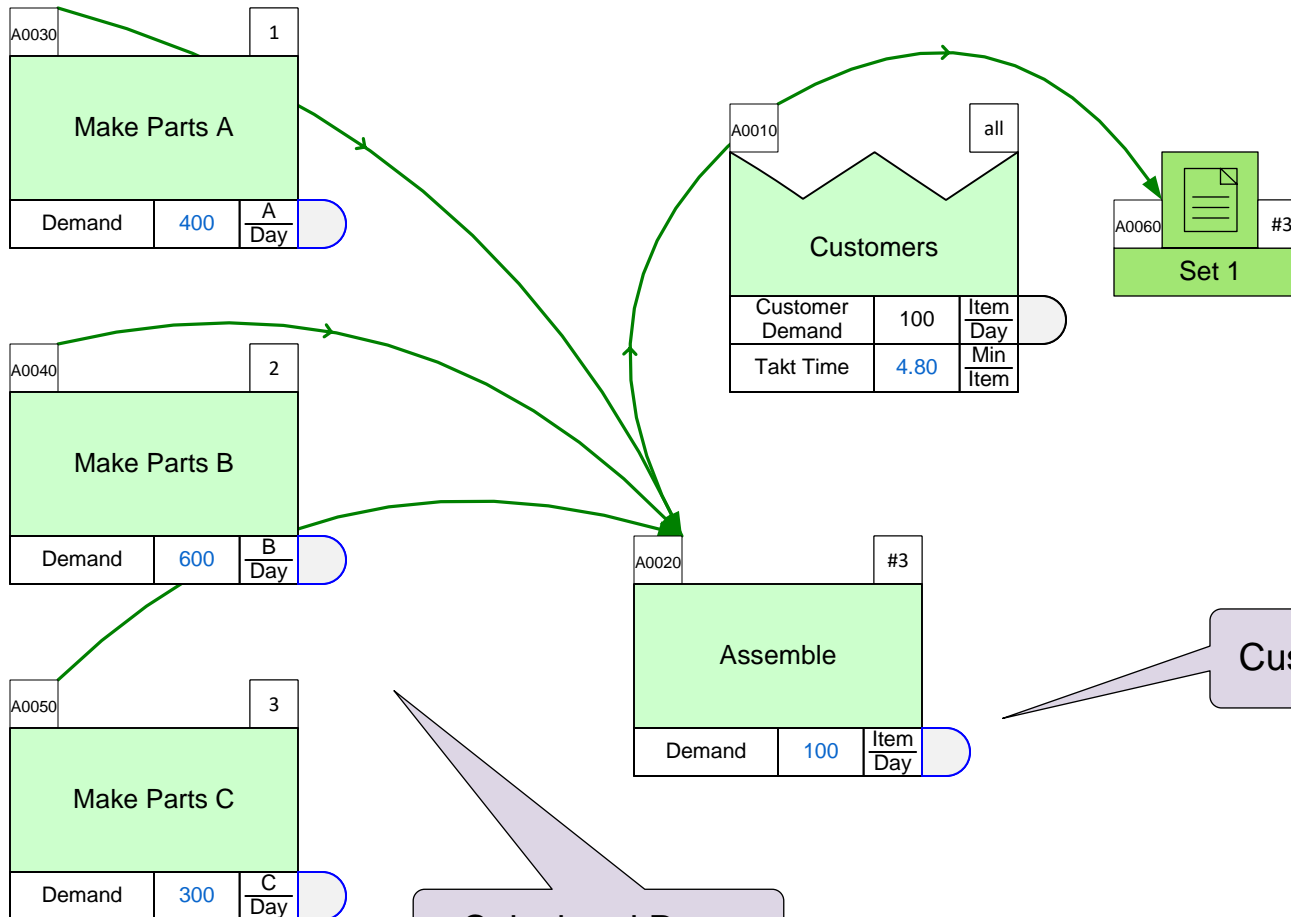 A0030
1
Make Parts A
Demand
400
A
Day
A0010
all
Customers
Customer
Demand
100
Item
Day
Takt Time
4.80
Min
Item
A0060
#3
Set 1
A0040
2
Make Parts B
Demand
600
B
Day
A0020
#3
Assemble
Demand
100
Item
Day
Cus
A0050
3
Make Parts C
Demand
300
C
Day